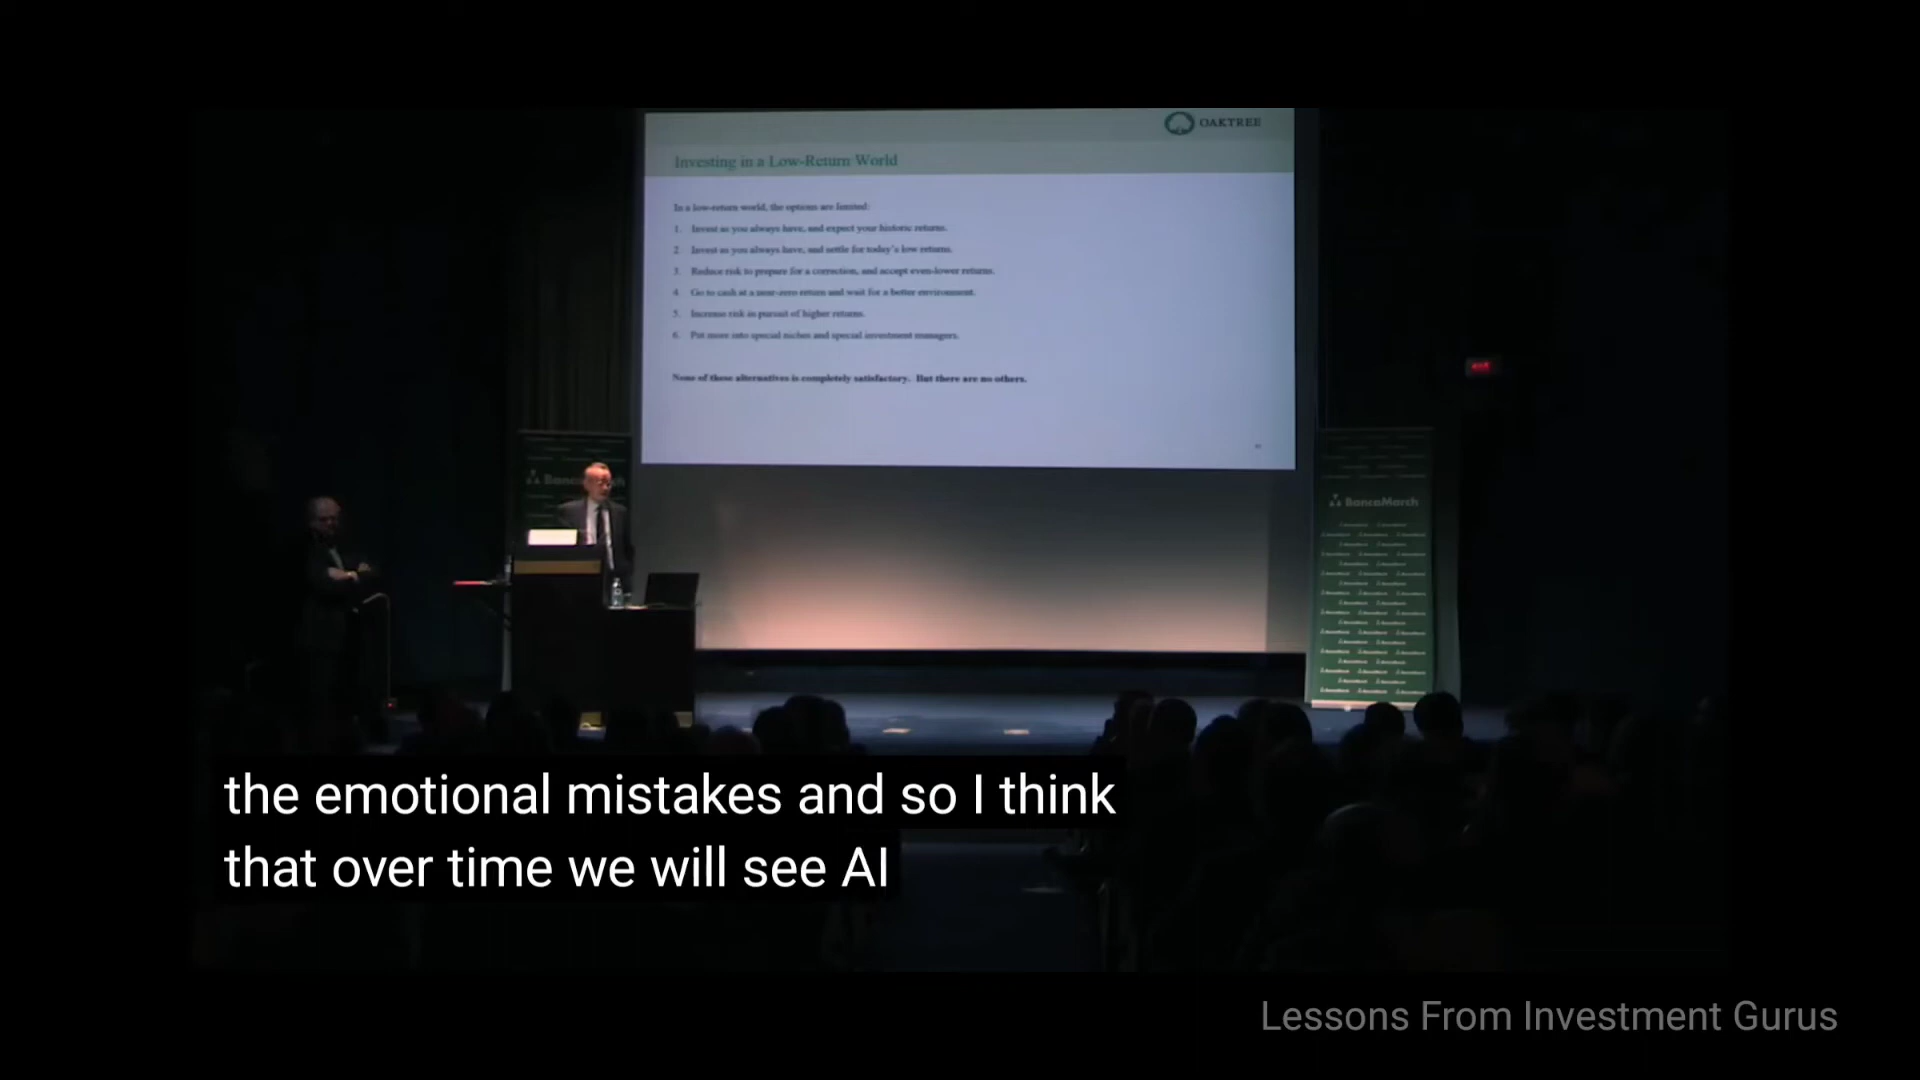 OAKTREE
Investing in a Low-Return World
In a low-return world, the options are limited:
1. Invest as you always have, and expect your historic returns.
2. Invest as you always have, and settle for today's low returns.
3. Reduce risk to prepare for a correction, and accept even-lower returns.
4. Go to cash at a near-zero return and wait for a better environment.
5. Increase risk in pursuit of higher returns.
6. Put more into special niches and special investment managers.
None of these alternatives is completely satisfactory. But there are no others.
BancaMarch
the emotional mistakes and so I think
that over time we will see AI
Lessons From Investment Gurus